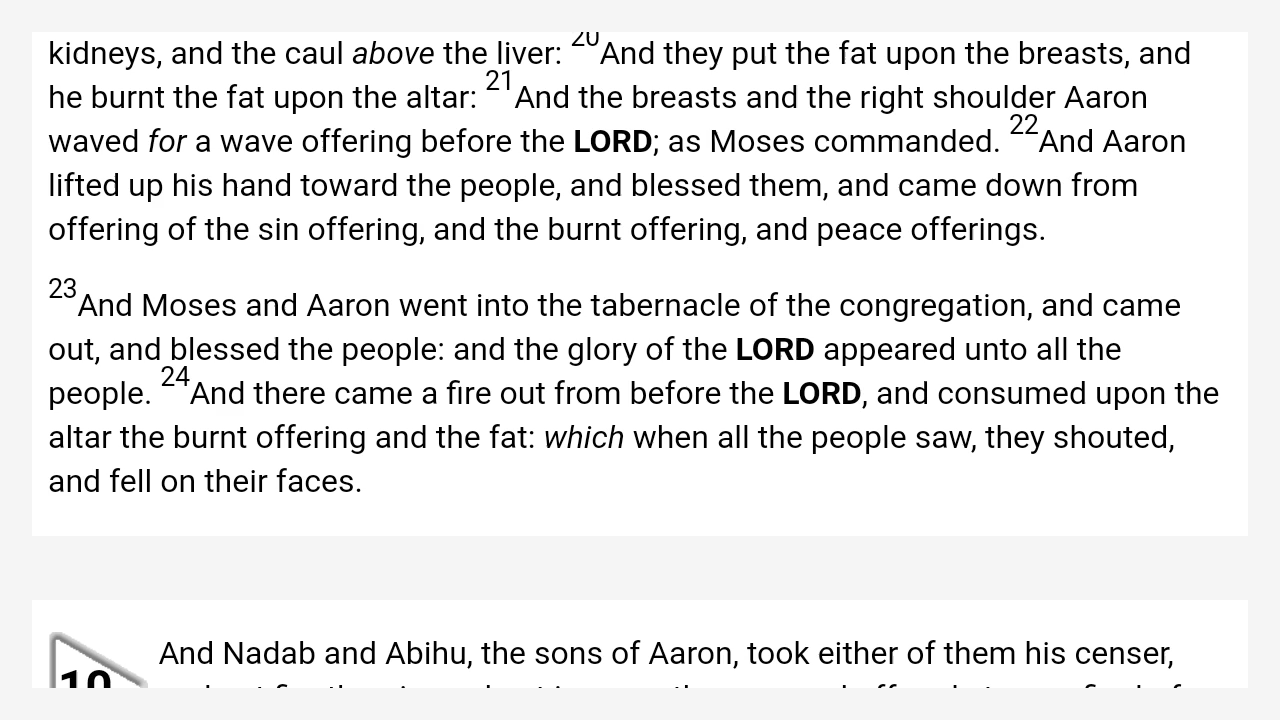 kidneys, and the caul above the liver: 20And they put the fat upon the breasts, and
he burnt the fat upon the altar: 21And the breasts and the right shoulder Aaron
waved for a wave offering before the LORD; as Moses commanded. 22And Aaron
lifted up his hand toward the people, and blessed them, and came down from
offering of the sin offering, and the burnt offering, and peace offerings.
23And Moses and Aaron went into the tabernacle of the congregation, and came
out, and blessed the people: and the glory of the LORD appeared unto all the
people. 24And there came a fire out from before the LORD, and consumed upon the
altar the burnt offering and the fat: which when all the people saw, they shouted,
and fell on their faces.
10
And Nadab and Abihu, the sons of Aaron, took either of them his censer,